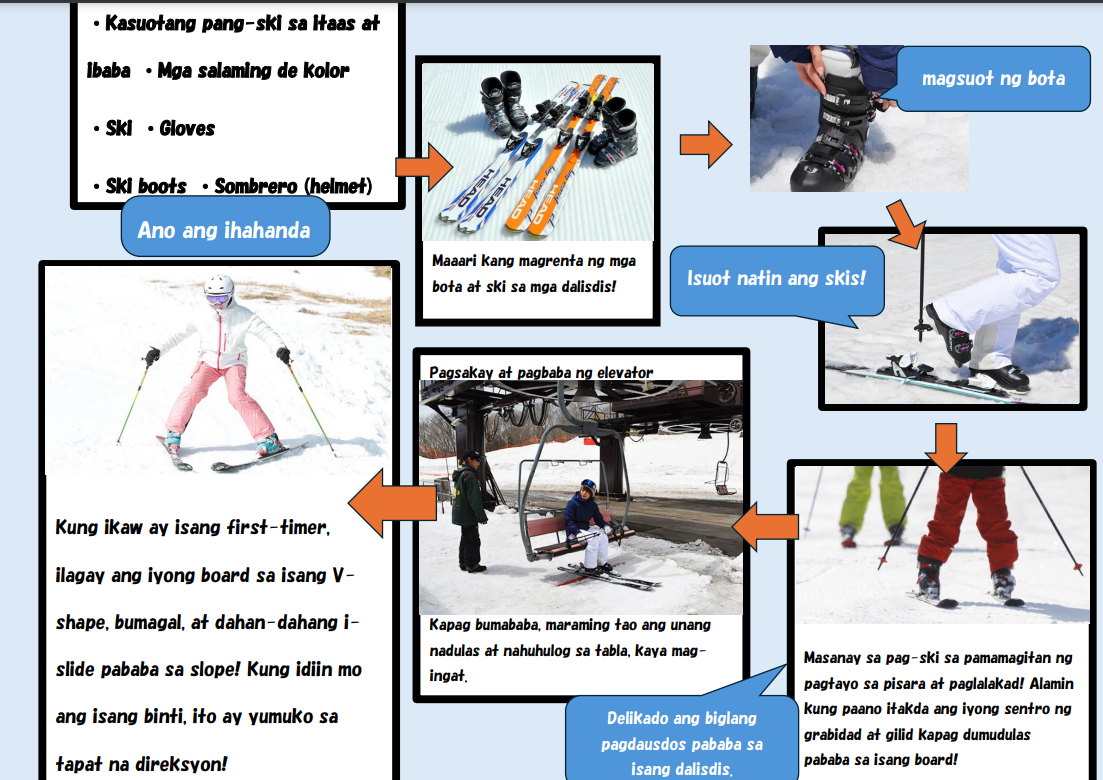 • Kasuotang pang-ski sa itaas at
ibaba • Mga salaming de kolor
• Ski • Gloves
• Ski boots • Sombrero (helmet)
Ano ang ihahanda
HEAD
HEAD
HEAD
HEAD
Maaari kang magrenta ng mga
bota at ski sa mga dalisdis!
magsuot ng bota
Isuot natin ang skis!
Masanay sa pag-ski sa pamamagitan ng
pagtayo sa pisara at paglalakad! Alamin
kung paano itakda ang iyong sentro ng
grabidad at gilid kapag dumudulas
pababa sa isang board!
Delikado ang biglang
pagdausdos pababa sa
isang dalisdis.
Pagsakay at pagbaba ng elevator
Kapag bumababa, maraming tao ang unang
nadulas at nahuhulog sa tabla, kaya mag-
ingat.
Kung ikaw ay isang first-timer,
ilagay ang iyong board sa isang V-
shape, bumagal, at dahan-dahang i-
slide pababa sa slope! Kung idiin mo
ang isang binti, ito ay yumuko sa
tapat na direksyon!